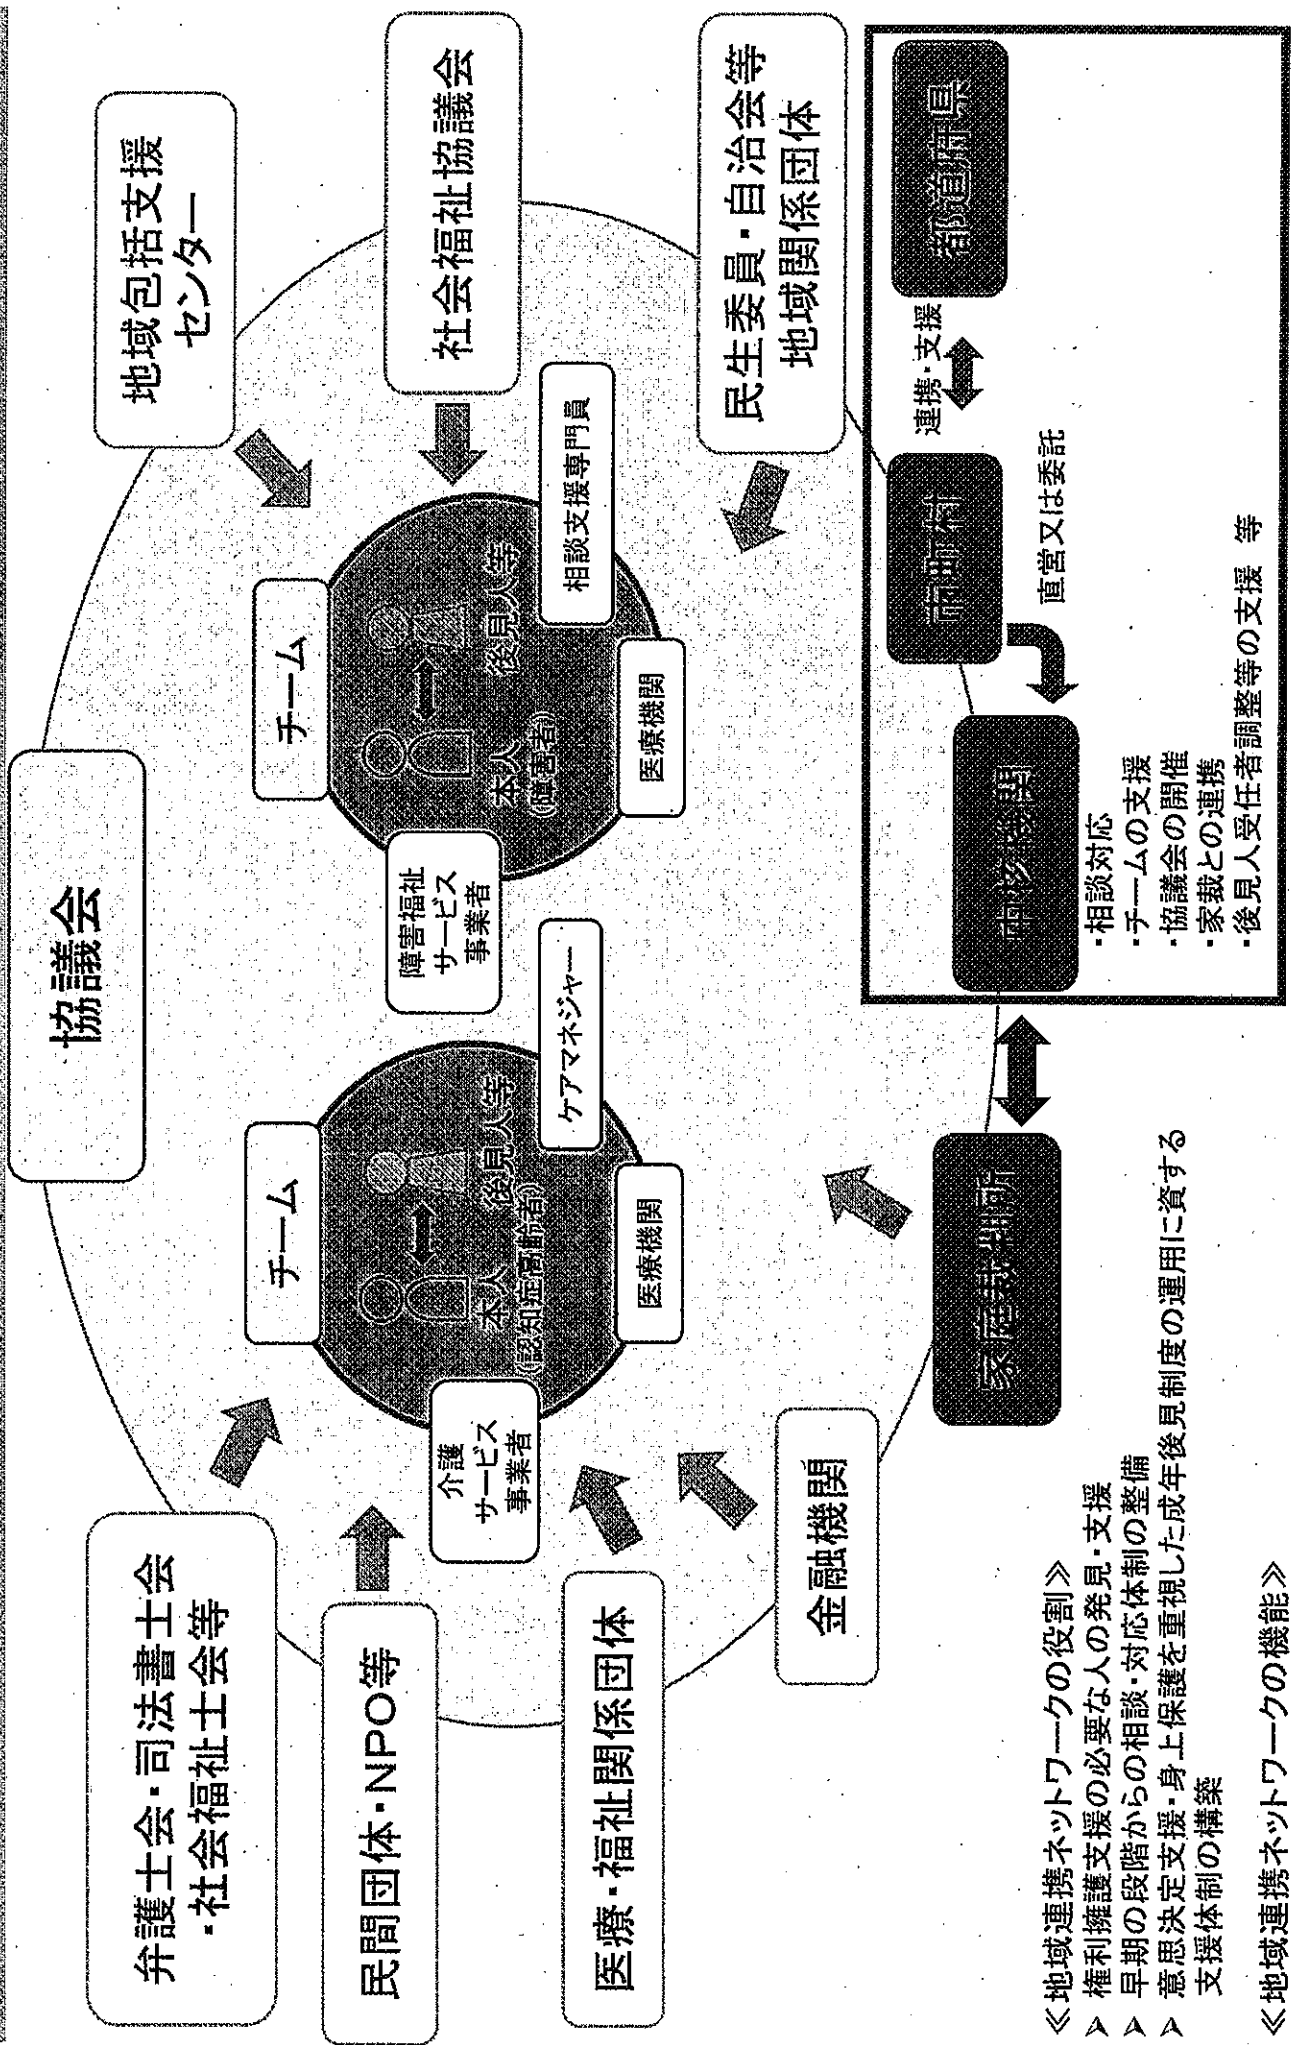 協議会
弁護士会・司法書士会
・社会福祉士会等
民間団体・NPO等
医療・福祉関係団体
金融機関
地域包括支援
センター
社会福祉協議会
民生委員・自治会等
地域関係団体
チーム
本人
(認知症高齢者)
後見人等
介護
サービス
事業者
ケアマネジャー
医療機関
チーム
本人
(障害者)
後見人等
障害福祉
サービス
事業者
相談支援専門員
医療機関
家庭裁判所
中核機関
市町村
都道府県
連携・支援
直営又は委託
・相談対応
・チームの支援
・協議会の開催
・家裁との連携
・後見人受任者調整等の支援 等
≪地域連携ネットワークの役割≫
➢ 権利擁護支援の必要な人の発見・支援
➢ 早期の段階からの相談・対応体制の整備
➢ 意思決定支援・身上保護を重視した成年後見制度の運用に資する
支援体制の構築
≪地域連携ネットワークの機能≫